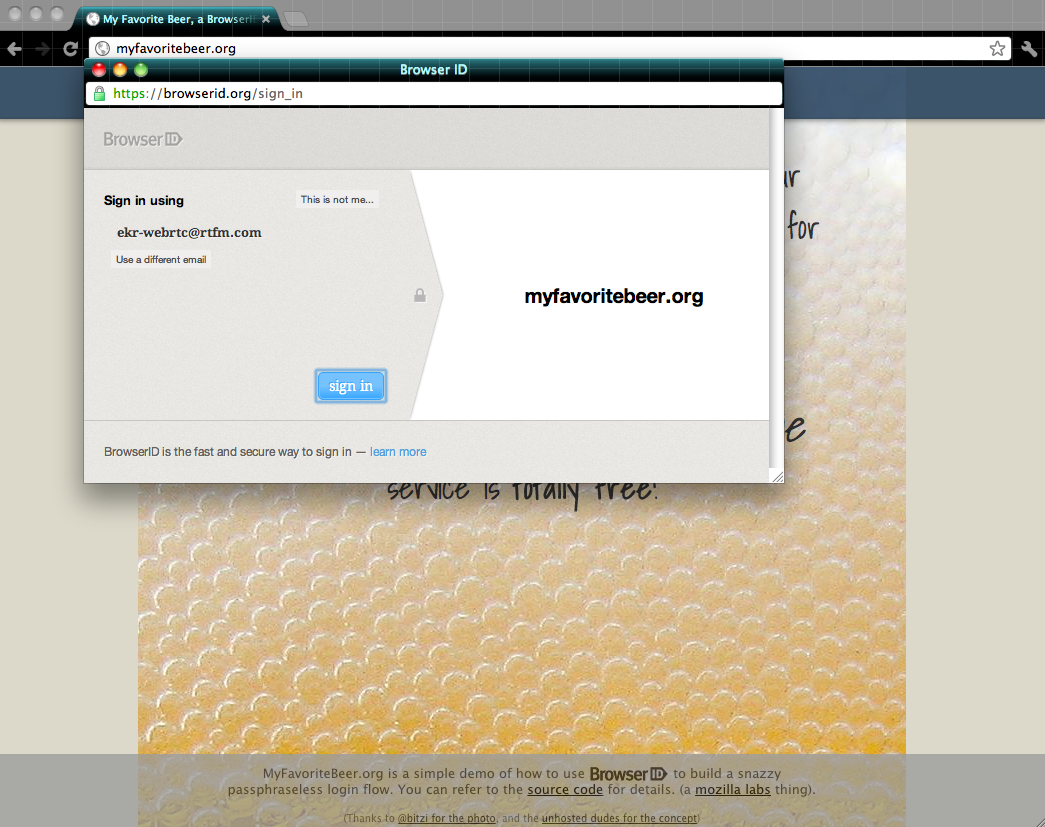 My Favorite Beer, a Browser
myfavoritebeer.org
Browser ID
https://browserid.org/sign_in
BrowserID
Sign in using
This is not me...
ekr-webrtc@rtfm.com
Use a different email
myfavoritebeer.org
sign in
BrowserID is the fast and secure way to sign in — learn more
for
service is totally free!
MyFavoriteBeer.org is a simple demo of how to use BrowserID to build a snazzy
passphraseless login flow. You can refer to the source code for details. (a mozilla labs thing).
(Thanks to @bitzi for the photo, and the unhosted dudes for the concept)